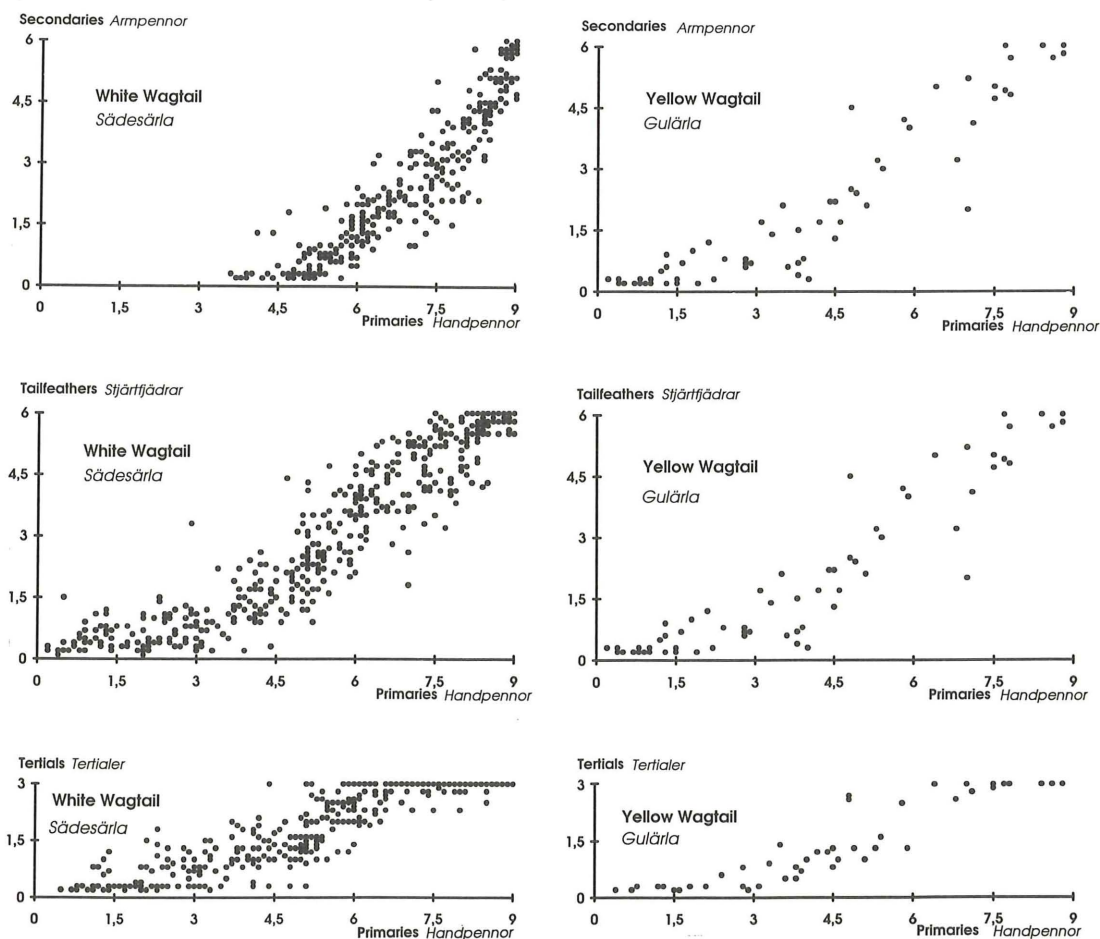 Secondaries Armpennor
6
4,5
3
1,5
0
White Wagtail
Sädesärla
0 1,5 3 4,5 6 7,5 9
Primaries Handpennor
Secondaries Armpennor
6
4,5
3
1,5
0
Yellow Wagtail
Gulärla
0 1,5 3 4,5 6 7,5 9
Primaries Handpennor
Tailfeathers Stjärtfjädrar
6
4,5
3
1,5
0
White Wagtail
Sädesärla
0 1,5 3 4,5 6 7,5 9
Primaries Handpennor
Tailfeathers Stjärtfjädrar
6
4,5
3
1,5
0
Yellow Wagtail
Gulärla
0 1,5 3 4,5 6 7,5 9
Primaries Handpennor
Tertials Tertialer
3
1,5
0
White Wagtail
Sädesärla
0 1,5 3 4,5 6 7,5 9
Primaries Handpennor
Tertials Tertialer
3
1,5
0
Yellow Wagtail
Gulärla
0 1,5 3 4,5 6 7,5 9
Primaries Handpennor